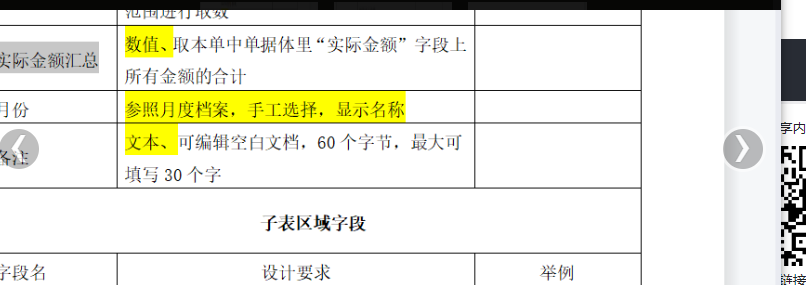 范围进行取数
实际金额汇总
数值、取本单中单据体里“实际金额”字段上
所有金额的合计
月份
参照月度档案，手工选择，显示名称
备注
文本、可编辑空白文档，60 个字节，最大可
填写 30 个字
子表区域字段
字段名
设计要求
举例
享内
链接